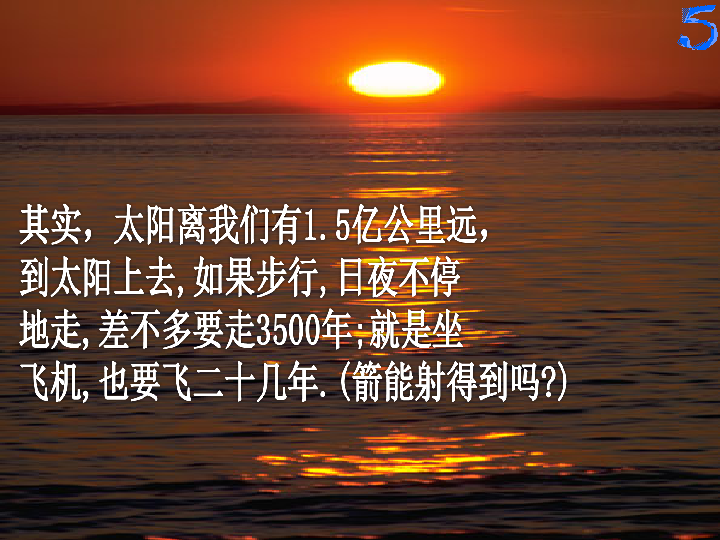 5
其实，太阳离我们有1.5亿公里远，
到太阳上去,如果步行,日夜不停
地走,差不多要走3500年;就是坐
飞机,也要飞二十几年.(箭能射得到吗?)